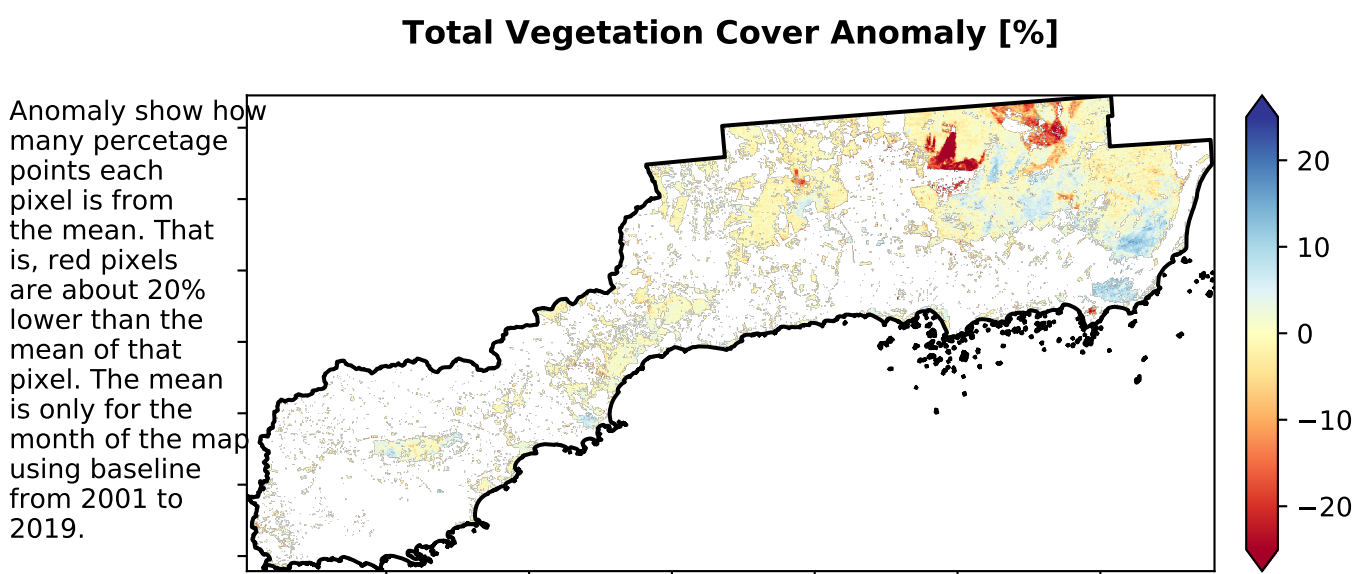 Total Vegetation Cover Anomaly [%]
Anomaly show how
many percetage
points each
pixel is from
the mean. That
is, red pixels
are about 20%
lower than the
mean of that
pixel. The mean
is only for the
month of the map
using baseline
from 2001 to
2019.
20
10
0
−10
−20